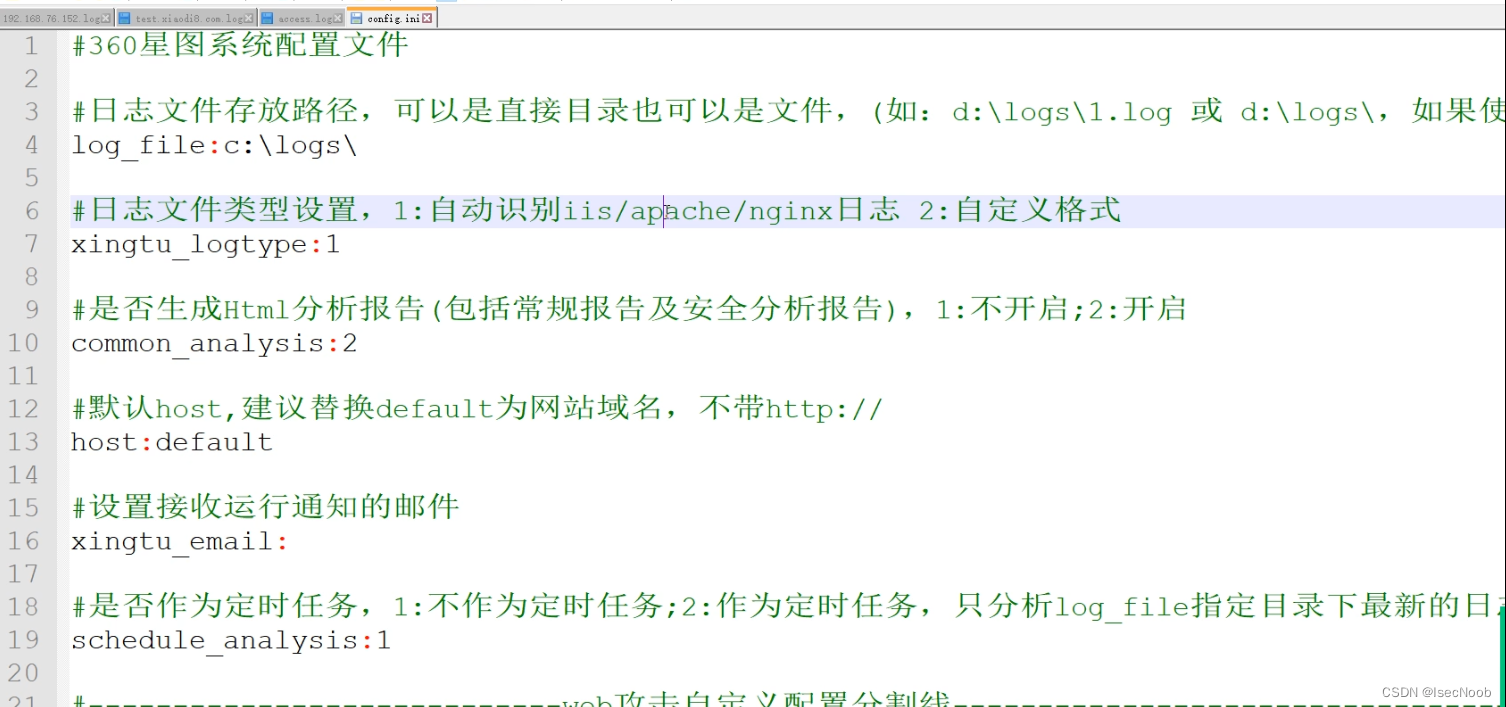 192.168.76.152.log
test.xiaodi8.com.log
access.log
config.ini
1 #360星图系统配置文件
2
3 #日志文件存放路径，可以是直接目录也可以是文件，(如：d:\logs\1.log 或 d:\logs\，如果使
4 log_file:c:\logs\
5
6 #日志文件类型设置，1:自动识别iis/apache/nginx日志 2:自定义格式
7 xingtu_logtype:1
8
9 #是否生成Html分析报告(包括常规报告及安全分析报告)，1:不开启;2:开启
10 common_analysis:2
11
12 #默认host,建议替换default为网站域名，不带http://
13 host:default
14
15 #设置接收运行通知的邮件
16 xingtu_email:
17
18 #是否作为定时任务，1:不作为定时任务;2:作为定时任务，只分析log_file指定目录下最新的日
19 schedule_analysis:1
20
21 #----------------------------web攻击自定义配置分割线--------------------------------
CSDN @IsecNoob